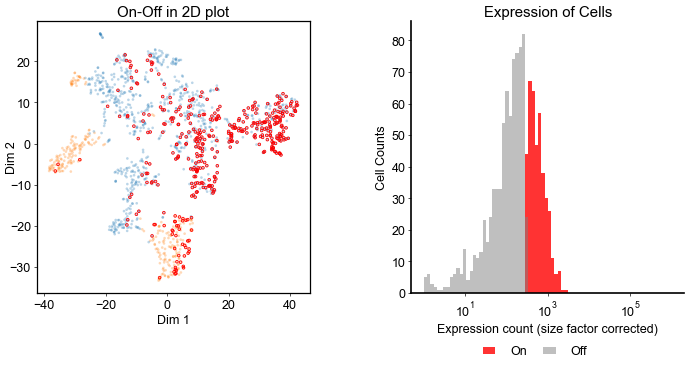 On-Off in 2D plot
Dim 2
20
10
0
−10
−20
−30
−40
−20
0
20
40
Dim 1
Expression of Cells
Cell Counts
80
70
60
50
40
30
20
10
0
10^1
10^3
10^5
Expression count (size factor corrected)
On
Off